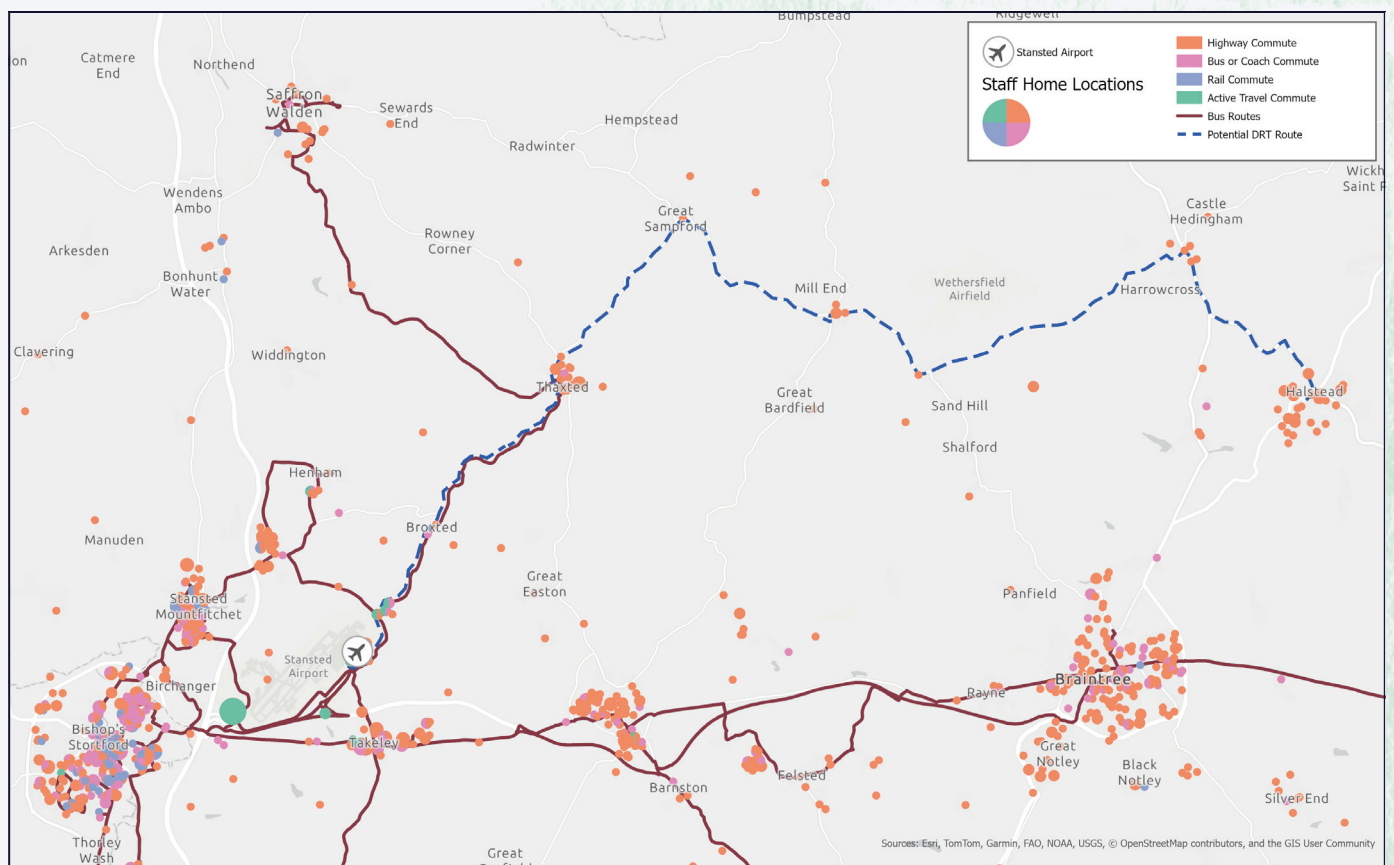 Bumpstead
Ridgewell
on
Catmere
End
Northend
Saffron
Walden
Sewards
End
Hempstead
Radwinter
Stansted Airport
Staff Home Locations
Highway Commute
Bus or Coach Commute
Rail Commute
Active Travel Commute
Bus Routes
Potential DRT Route
Wickh
Saint P
Wendens
Ambo
Arkesden
Rowney
Corner
Great
Sampford
Castle
Hedingham
Bonhunt
Water
Mill End
Wethersfield
Airfield
Harrowcross
Clavering
Widdington
Thaxted
Great
Bardfield
Sand Hill
Halstead
Shalford
Henham
Manuden
Broxted
Great
Easton
Panfield
Stansted
Mountfitchet
Stansted
Airport
Birchanger
Braintree
Rayne
Bishop's
Stortford
Takeley
Great
Notley
Black
Notley
Felsted
Barnston
Silver End
Thorley
Wash
Great
Sources: Esri, TomTom, Garmin, FAO, NOAA, USGS, © OpenStreetMap contributors, and the GIS User Community